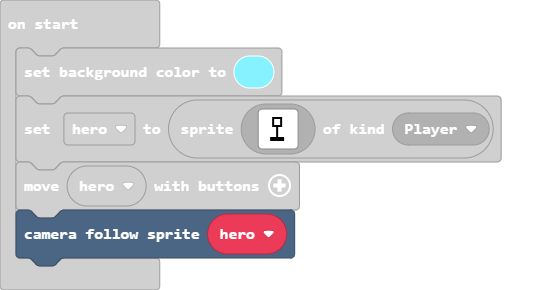 on start
set background color to
set hero to sprite of kind Player
move hero with buttons
camera follow sprite hero